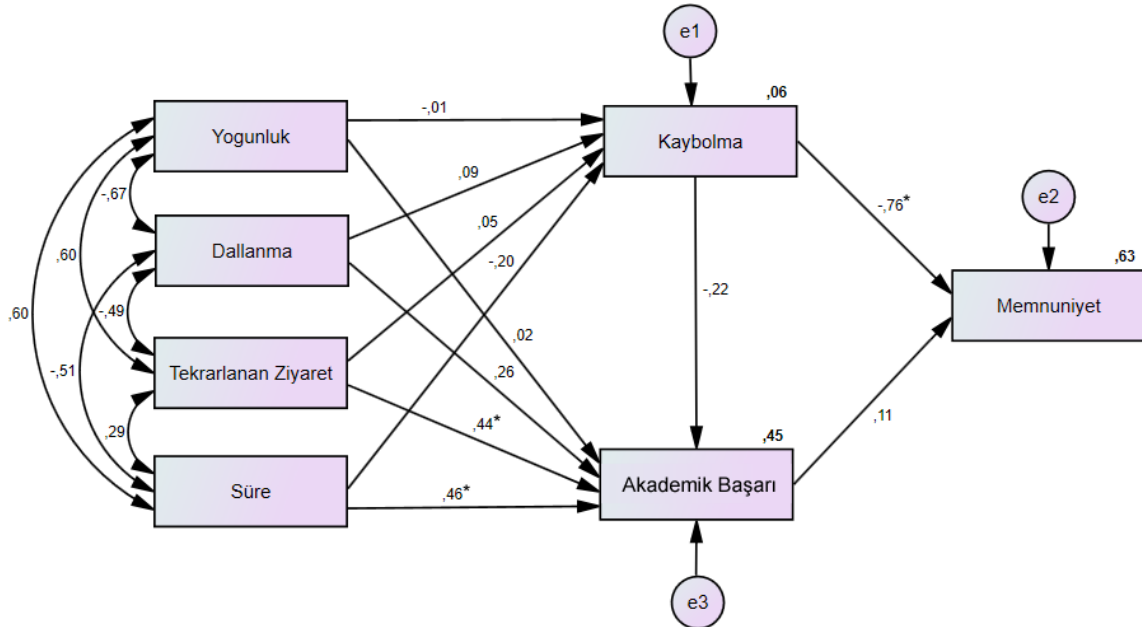 e1
,06
Yogunluk
-,01
Kaybolma
,09
-,67
e2
-,76*
,05
Dallanma
,63
,60
-,20
Memnuniyet
-,49
-,22
,60
,02
-,51
Tekrarlanan Ziyaret
,26
,11
,44*
,29
,45
Süre
,46*
Akademik Başarı
e3